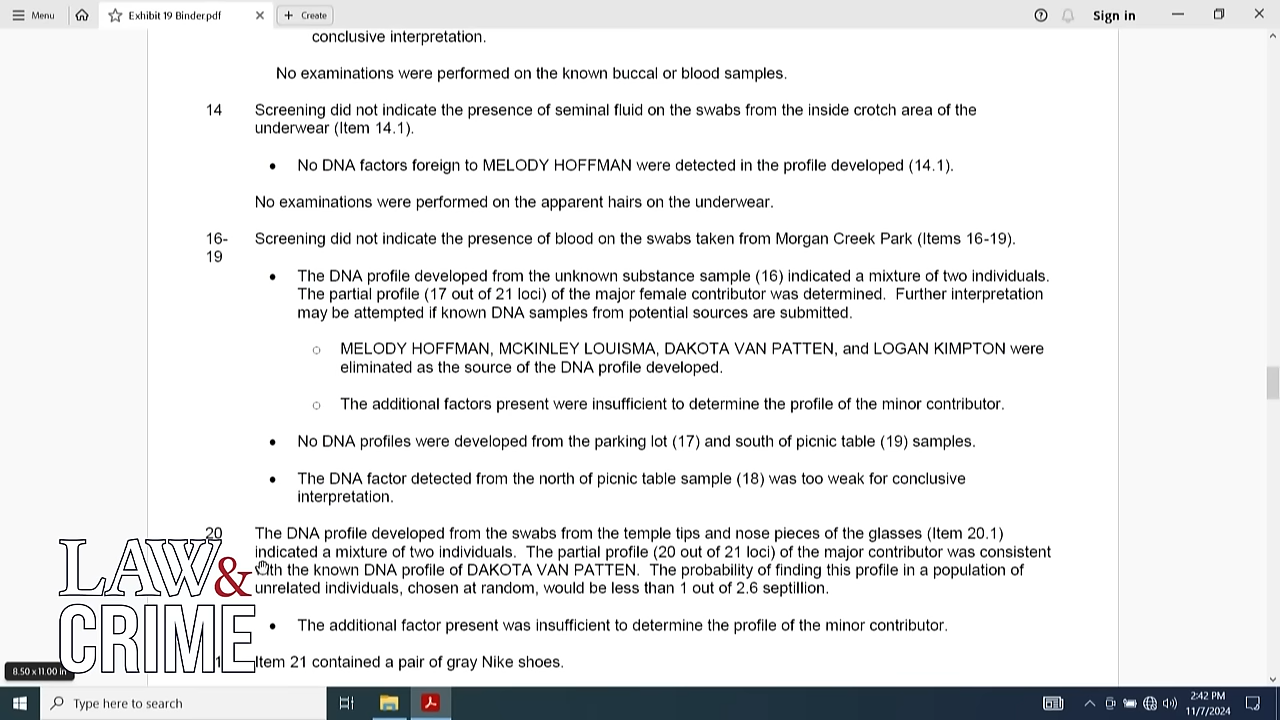 Menu
Exhibit 19 Binder.pdf
Create
Sign in
conclusive interpretation.
No examinations were performed on the known buccal or blood samples.
14 Screening did not indicate the presence of seminal fluid on the swabs from the inside crotch area of the
underwear (Item 14.1).
• No DNA factors foreign to MELODY HOFFMAN were detected in the profile developed (14.1).
No examinations were performed on the apparent hairs on the underwear.
16- Screening did not indicate the presence of blood on the swabs taken from Morgan Creek Park (Items 16-19).
19
• The DNA profile developed from the unknown substance sample (16) indicated a mixture of two individuals.
The partial profile (17 out of 21 loci) of the major female contributor was determined. Further interpretation
may be attempted if known DNA samples from potential sources are submitted.
○ MELODY HOFFMAN, MCKINLEY LOUISMA, DAKOTA VAN PATTEN, and LOGAN KIMPTON were
eliminated as the source of the DNA profile developed.
○ The additional factors present were insufficient to determine the profile of the minor contributor.
• No DNA profiles were developed from the parking lot (17) and south of picnic table (19) samples.
• The DNA factor detected from the north of picnic table sample (18) was too weak for conclusive
interpretation.
20 The DNA profile developed from the swabs from the temple tips and nose pieces of the glasses (Item 20.1)
indicated a mixture of two individuals. The partial profile (20 out of 21 loci) of the major contributor was consistent
with the known DNA profile of DAKOTA VAN PATTEN. The probability of finding this profile in a population of
unrelated individuals, chosen at random, would be less than 1 out of 2.6 septillion.
• The additional factor present was insufficient to determine the profile of the minor contributor.
Item 21 contained a pair of gray Nike shoes.
LAW&
CRIME
8.50 x 11.00 in
Type here to search
2:42 PM
11/7/2024